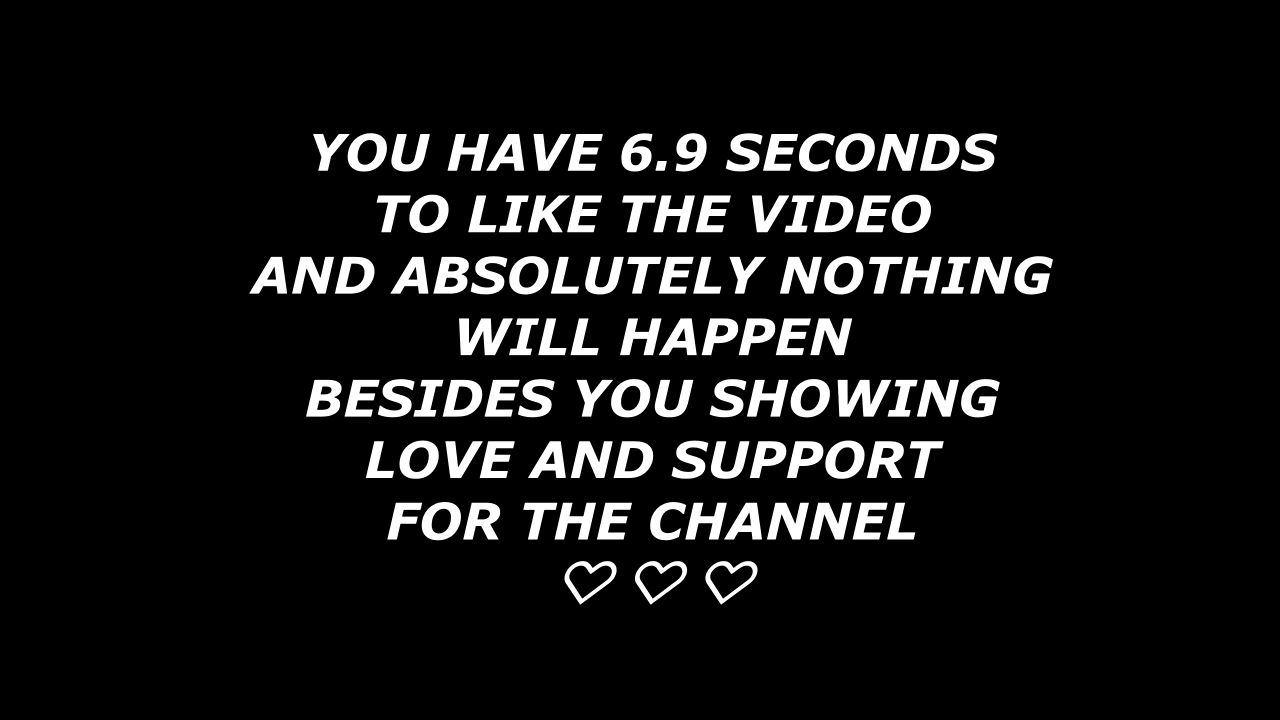 YOU HAVE 6.9 SECONDS
TO LIKE THE VIDEO
AND ABSOLUTELY NOTHING
WILL HAPPEN
BESIDES YOU SHOWING
LOVE AND SUPPORT
FOR THE CHANNEL
♡ ♡ ♡